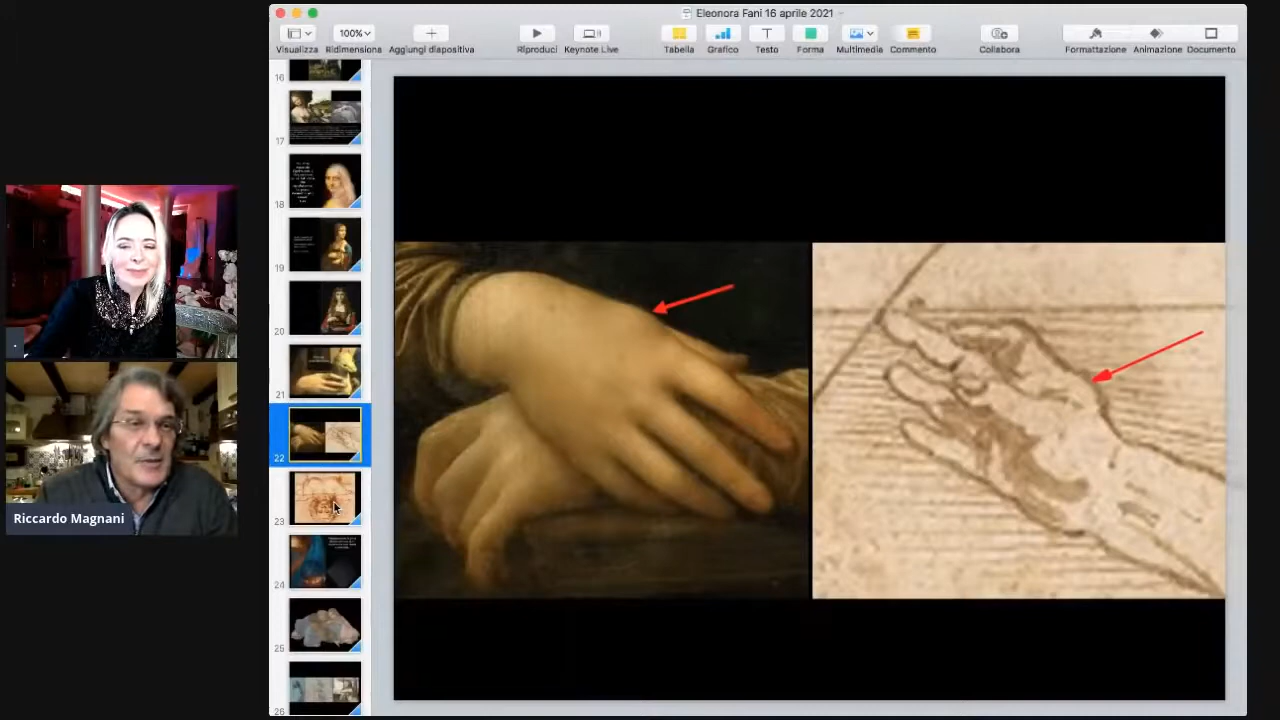 Eleonora Fani 16 aprile 2021
100%
Visualizza
Ridimensiona
Aggiungi diapositiva
Riproduci
Keynote Live
Tabella
Grafico
Testo
Forma
Multimedia
Commento
Collabora
Formattazione
Animazione
Documento
16
17
18
19
20
21
22
23
24
25
26
Riccardo Magnani